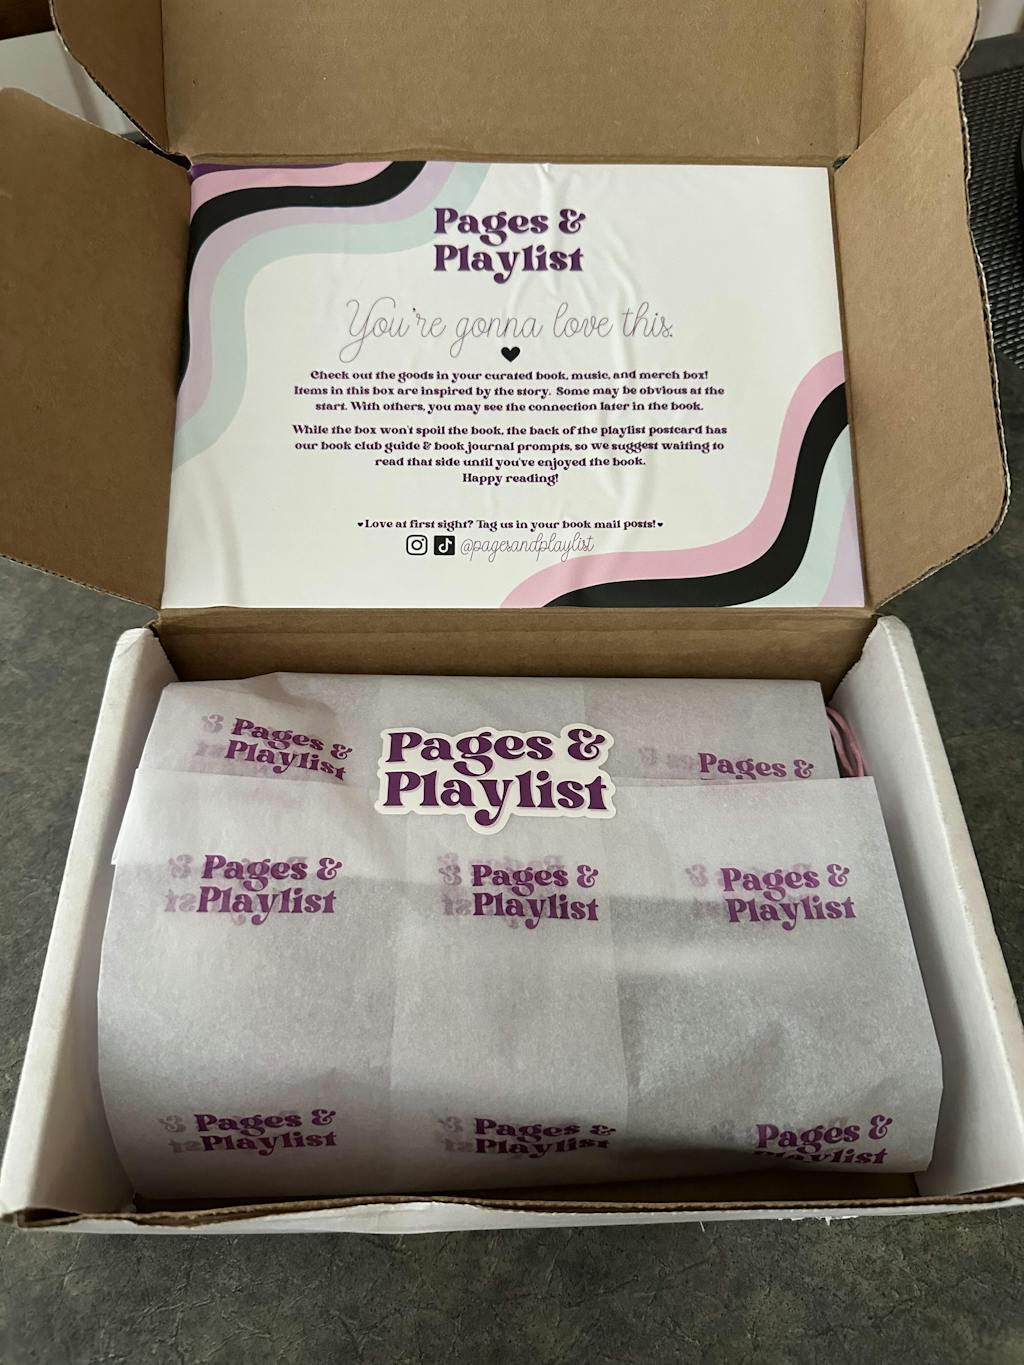 Pages &
Playlist
You're gonna love this.
Check out the goods in your curated book, music, and merch box!
Items in this box are inspired by the story. Some may be obvious at the
start. With others, you may see the connection later in the book.
While the box won't spoil the book, the back of the playlist postcard has
our book club guide & book journal prompts, so we suggest waiting to
read that side until you've enjoyed the book.
Happy reading!
♥Love at first sight? Tag us in your book mail posts!♥
@pagesandplaylist
Pages &
Playlist
Pages &
Playlist
Pages &
Pages &
Playlist
Pages &
Playlist
Pages &
Playlist
Pages &
Playlist
Pages &
Playlist
Pages &
Playlist